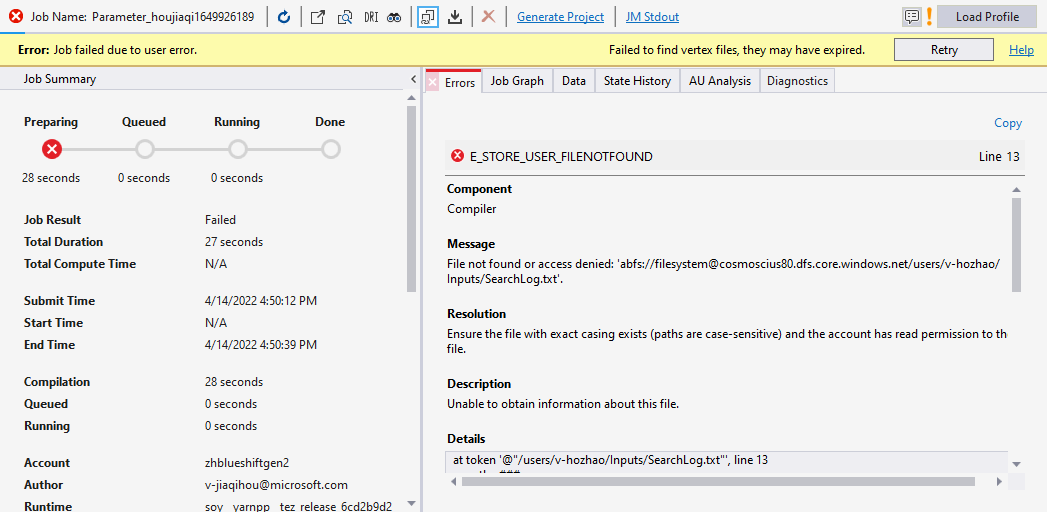 Job Name: Parameter_houjiaqi1649926189 DRI Generate Project JM Stdout Load Profile
Error: Job failed due to user error. Failed to find vertex files, they may have expired. Retry Help
Job Summary
Errors Job Graph Data State History AU Analysis Diagnostics
Preparing Queued Running Done
28 seconds 0 seconds 0 seconds
Job Result Failed
Total Duration 27 seconds
Total Compute Time N/A
Submit Time 4/14/2022 4:50:12 PM
Start Time N/A
End Time 4/14/2022 4:50:39 PM
Compilation 28 seconds
Queued 0 seconds
Running 0 seconds
Account zhblueshiftgen2
Author v-jiaqihou@microsoft.com
Runtime soy_yarnpp_tez_release_6cd2b9d2
Copy
E_STORE_USER_FILENOTFOUND Line 13
Component
Compiler
Message
File not found or access denied: 'abfs://filesystem@cosmoscius80.dfs.core.windows.net/users/v-hozhao/
Inputs/SearchLog.txt'.
Resolution
Ensure the file with exact casing exists (paths are case-sensitive) and the account has read permission to th
file.
Description
Unable to obtain information about this file.
Details
at token '@"/users/v-hozhao/Inputs/SearchLog.txt"', line 13